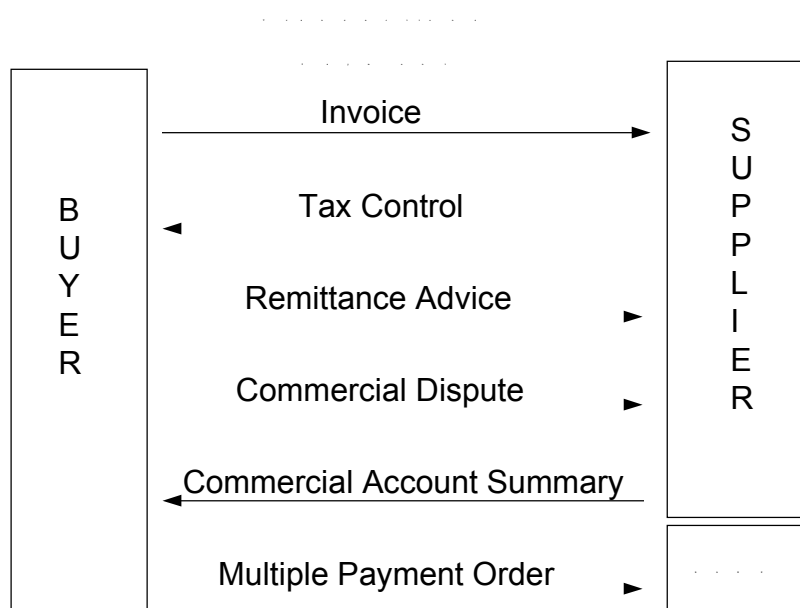 Invoice
Tax Control
Remittance Advice
Commercial Dispute
Commercial Account Summary
Multiple Payment Order
B
U
Y
E
R
S
U
P
P
L
I
E
R